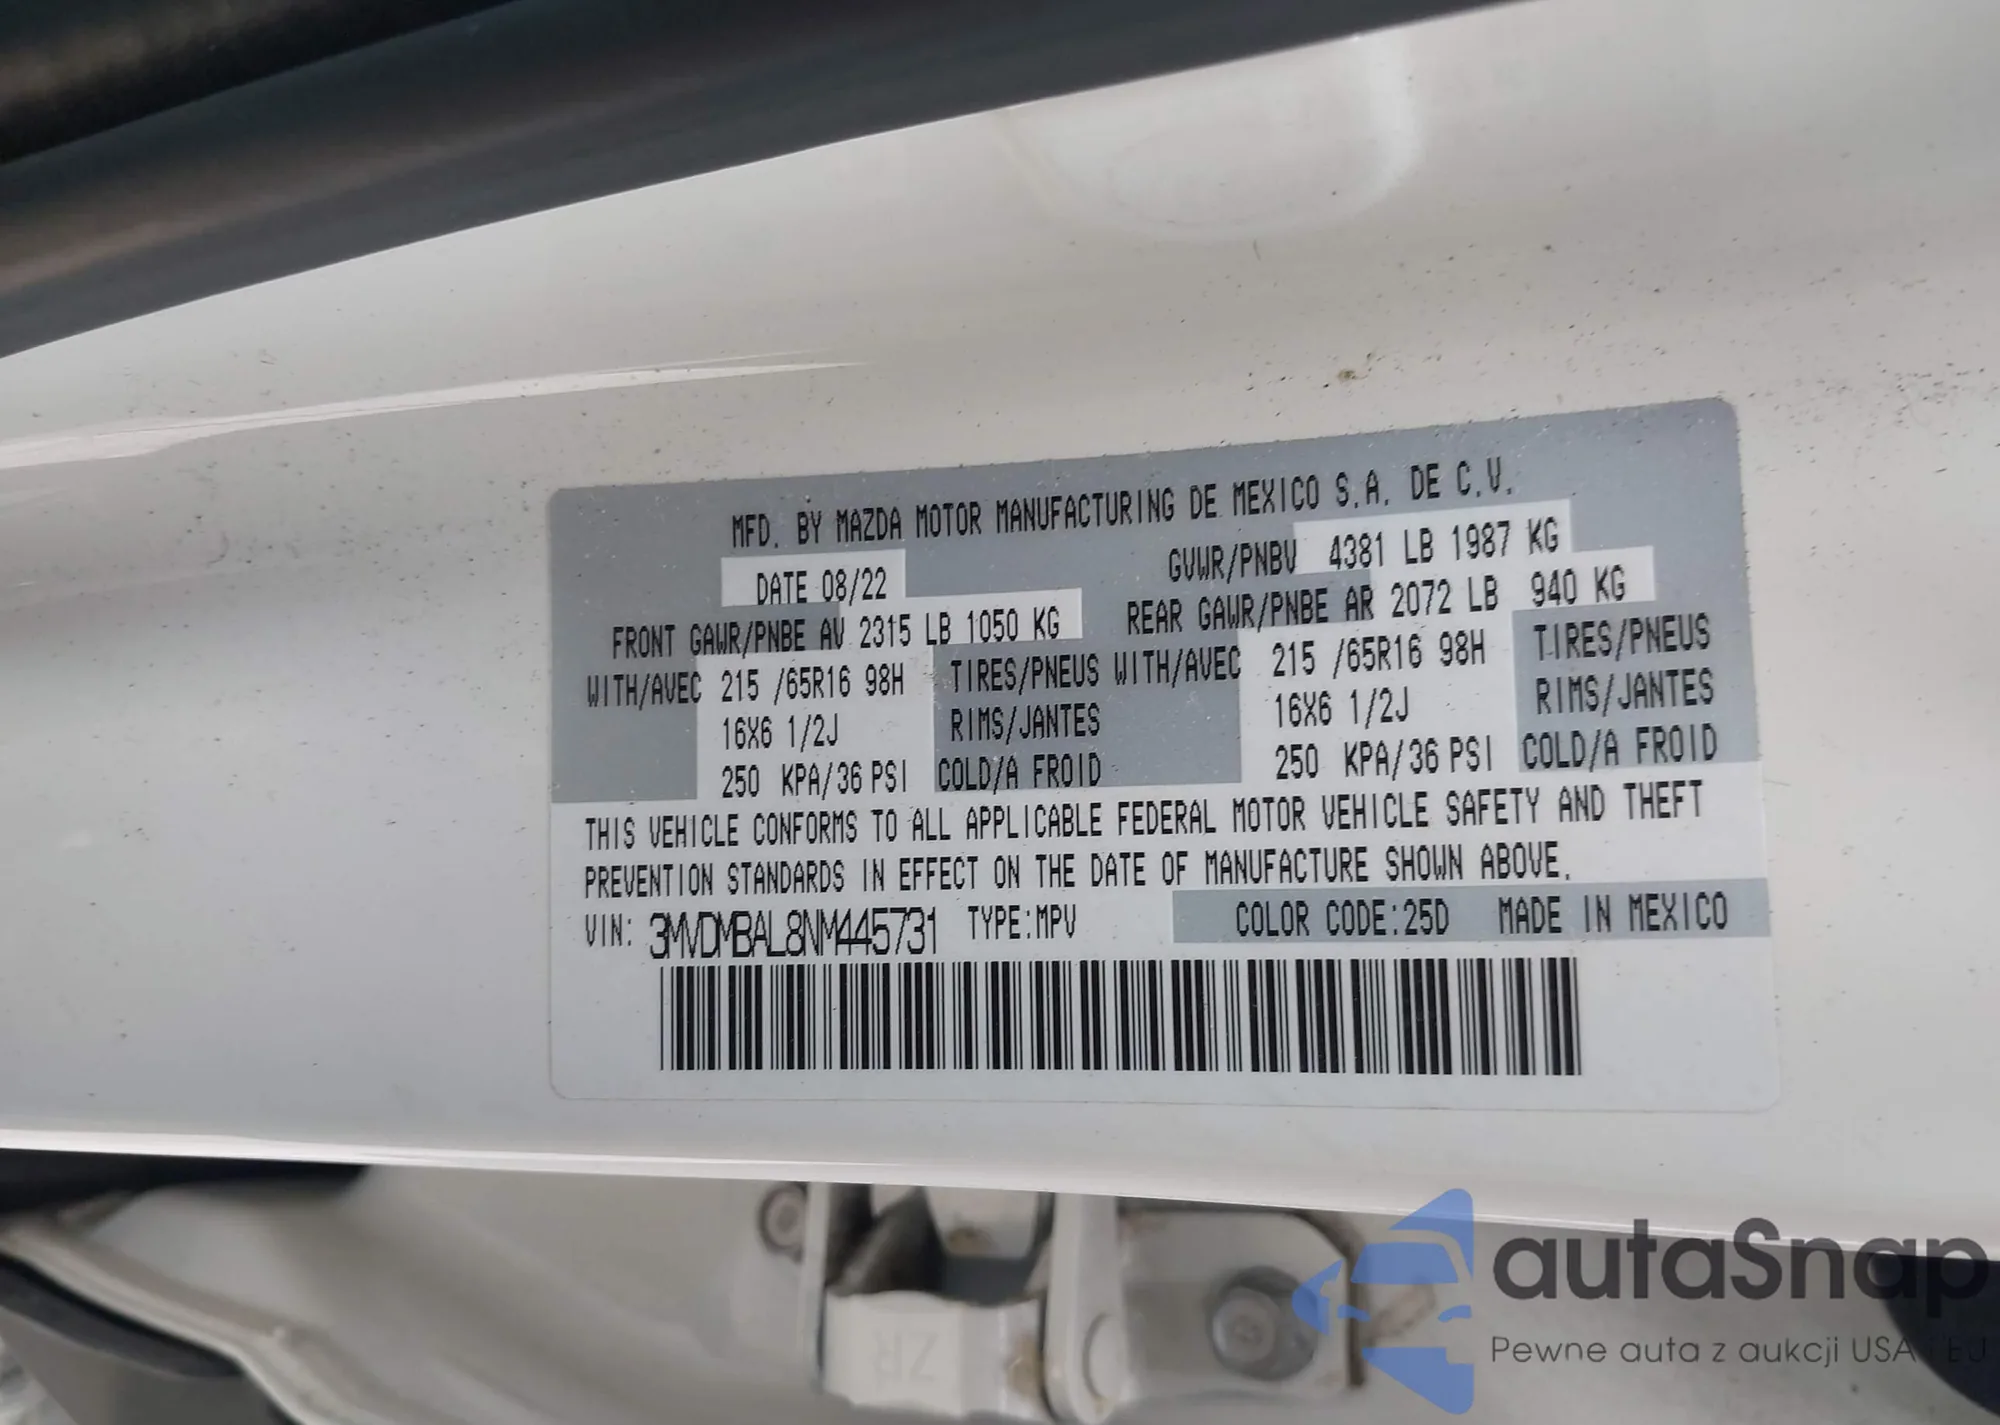 MFD. BY MAZDA MOTOR MANUFACTURING DE MEXICO S.A. DE C.V.
DATE 08/22 GVWR/PNBV 4381 LB 1987 KG
FRONT GAWR/PNBE AV 2315 LB 1050 KG REAR GAWR/PNBE AR 2072 LB 940 KG
WITH/AVEC 215 /65R16 98H TIRES/PNEUS WITH/AVEC 215 /65R16 98H TIRES/PNEUS
16X6 1/2J RIMS/JANTES 16X6 1/2J RIMS/JANTES
250 KPA/36 PSI COLD/A FROID 250 KPA/36 PSI COLD/A FROID
THIS VEHICLE CONFORMS TO ALL APPLICABLE FEDERAL MOTOR VEHICLE SAFETY AND THEFT
PREVENTION STANDARDS IN EFFECT ON THE DATE OF MANUFACTURE SHOWN ABOVE.
VIN: 3MVDMBAL8NM445731 TYPE:MPV COLOR CODE:25D MADE IN MEXICO
ZR
autaSnap
Pewne auta z aukcji USA i EU